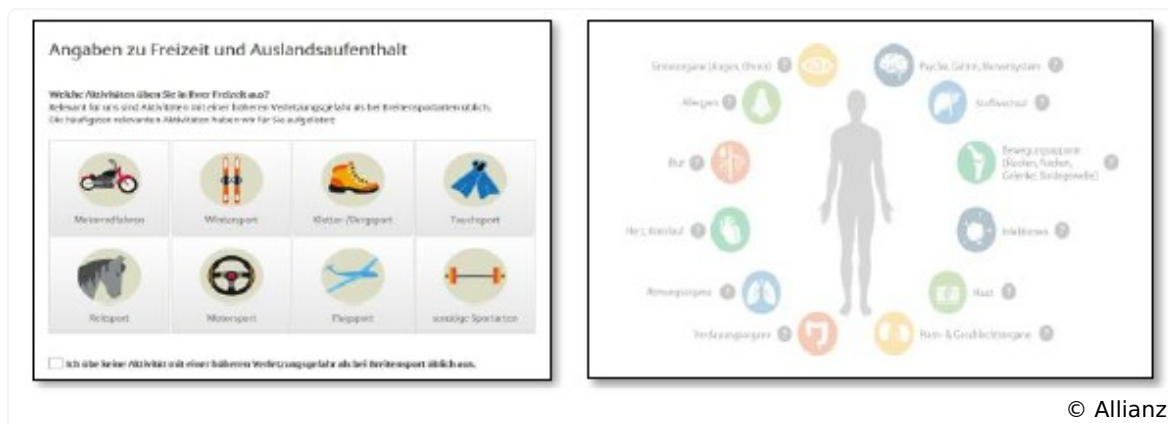 Angaben zu Freizeit und Auslandsaufenthalt
Welche Aktivitäten üben Sie in Ihrer Freizeit aus?
Relevant für uns sind Aktivitäten mit einer höheren Verletzungsgefahr als bei Breitensportarten üblich.
Die häufigsten relevanten Aktivitäten haben wir für Sie aufgelistet:
Motorradfahren
Wintersport
Kletter-/Bergsport
Tauchsport
Reitsport
Motorsport
Flugsport
sonstige Sportarten
Ich übe keine Aktivität mit einer höheren Verletzungsgefahr als bei Breitensport üblich aus.
Sinnesorgane (Augen, Ohren) ?
Psyche, Gehirn, Nervensystem ?
Allergien ?
Stoffwechsel ?
Blut ?
Bewegungsapparat
(Rücken, Knochen,
Gelenke, Bindegewebe) ?
Herz, Kreislauf ?
Infektionen ?
Atmungsorgane ?
Haut ?
Verdauungsorgane ?
Harn- & Geschlechtsorgane ?
© Allianz